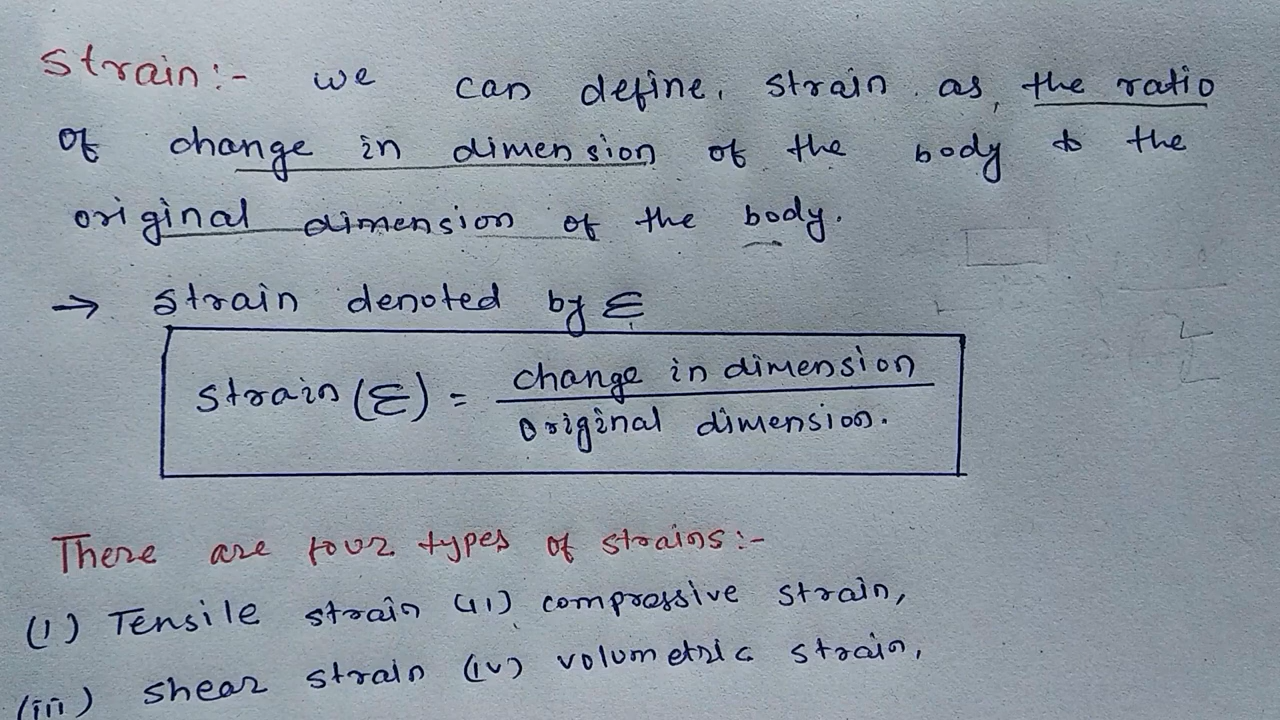 Strain:- we can define, strain as, the ratio
of change in dimension of the body to the
original dimension of the body.
→ strain denoted by Ɛ
strain (Ɛ) = change in dimension
original dimension.
There are four types of strains:-
(i) Tensile strain (ii) compressive strain,
(iii) shear strain (iv) volumetric strain,